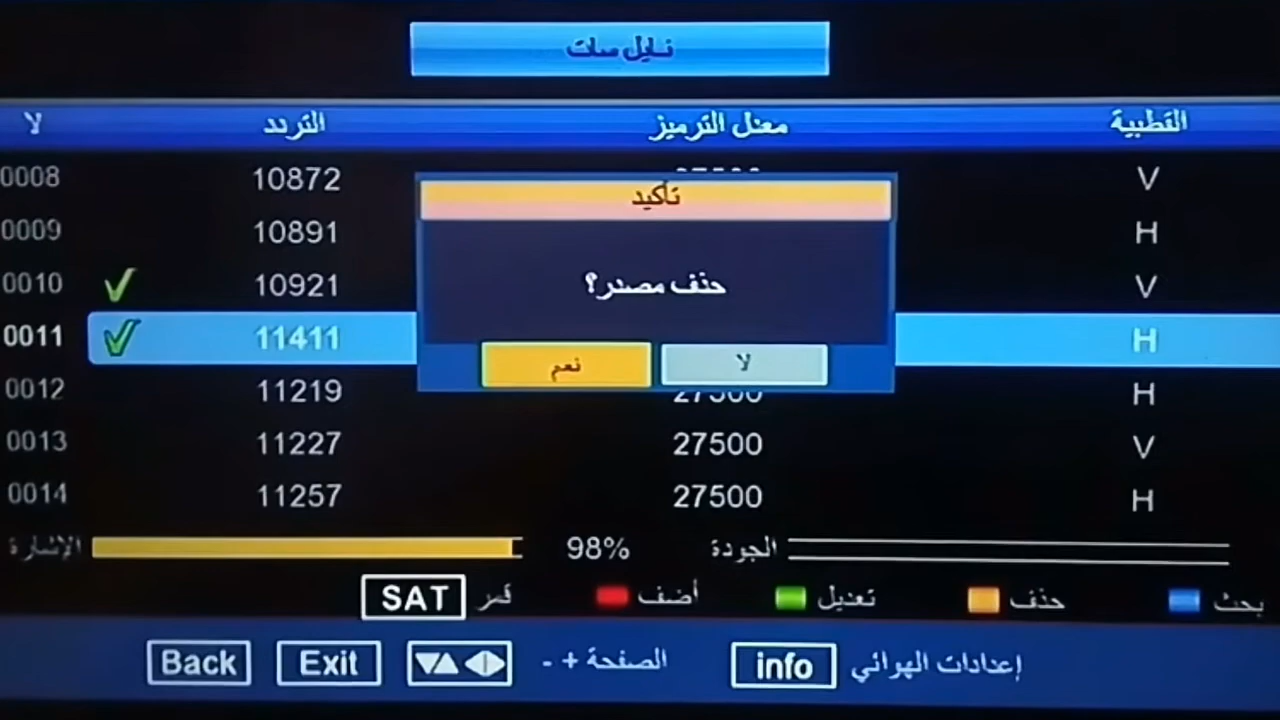 نايل سات
لا التردد معدل الترميز القطبية
0008 10872 V
تأكيد
0009 10891 H
حذف مصدر؟
0010 10921 V
0011 11411 H
نعم لا
0012 11219 27500 H
0013 11227 27500 V
0014 11257 27500 H
الإشارة 98% الجودة
SAT قمر أضف تعديل حذف بحث
Back Exit الصفحة + - info إعدادات الهوائي